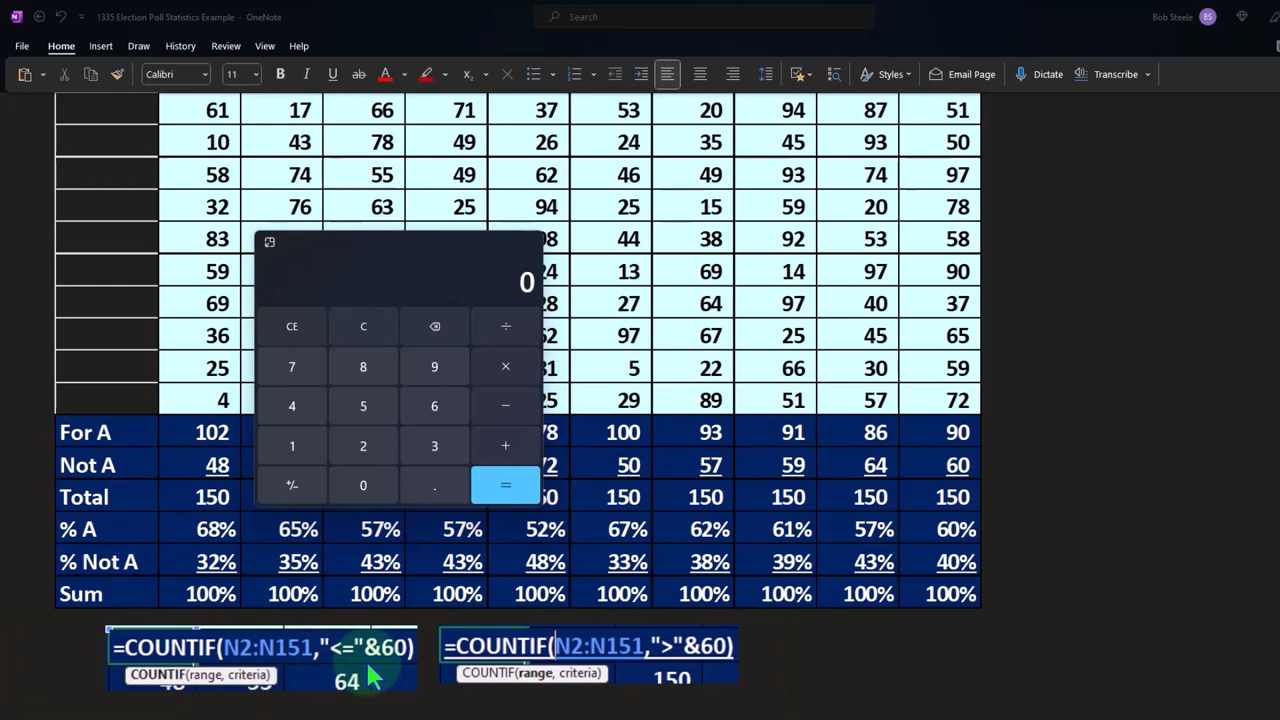 1335 Election Poll Statistics Example - OneNote
Search
Bob Steele BS
File Home Insert Draw History Review View Help
Calibri 11 B I U ab A X₂ Styles Email Page Dictate Transcribe
61 17 66 71 37 53 20 94 87 51
10 43 78 49 26 24 35 45 93 50
58 74 55 49 62 46 49 93 74 97
32 76 63 25 94 25 15 59 20 78
83 44 38 92 53 58
59 13 69 14 97 90
69 27 64 97 40 37
36 97 67 25 45 65
25 5 22 66 30 59
4 29 89 51 57 72
0
CE C ÷
7 8 9 ×
4 5 6 −
1 2 3 +
+/− 0 . =
For A 102 100 93 91 86 90
Not A 48 50 57 59 64 60
Total 150 150 150 150 150 150
% A 68% 65% 57% 57% 52% 67% 62% 61% 57% 60%
% Not A 32% 35% 43% 43% 48% 33% 38% 39% 43% 40%
Sum 100% 100% 100% 100% 100% 100% 100% 100% 100% 100%
=COUNTIF(N2:N151,"<="&60) =COUNTIF(N2:N151,">"&60)
COUNTIF(range, criteria) COUNTIF(range, criteria)
64 150